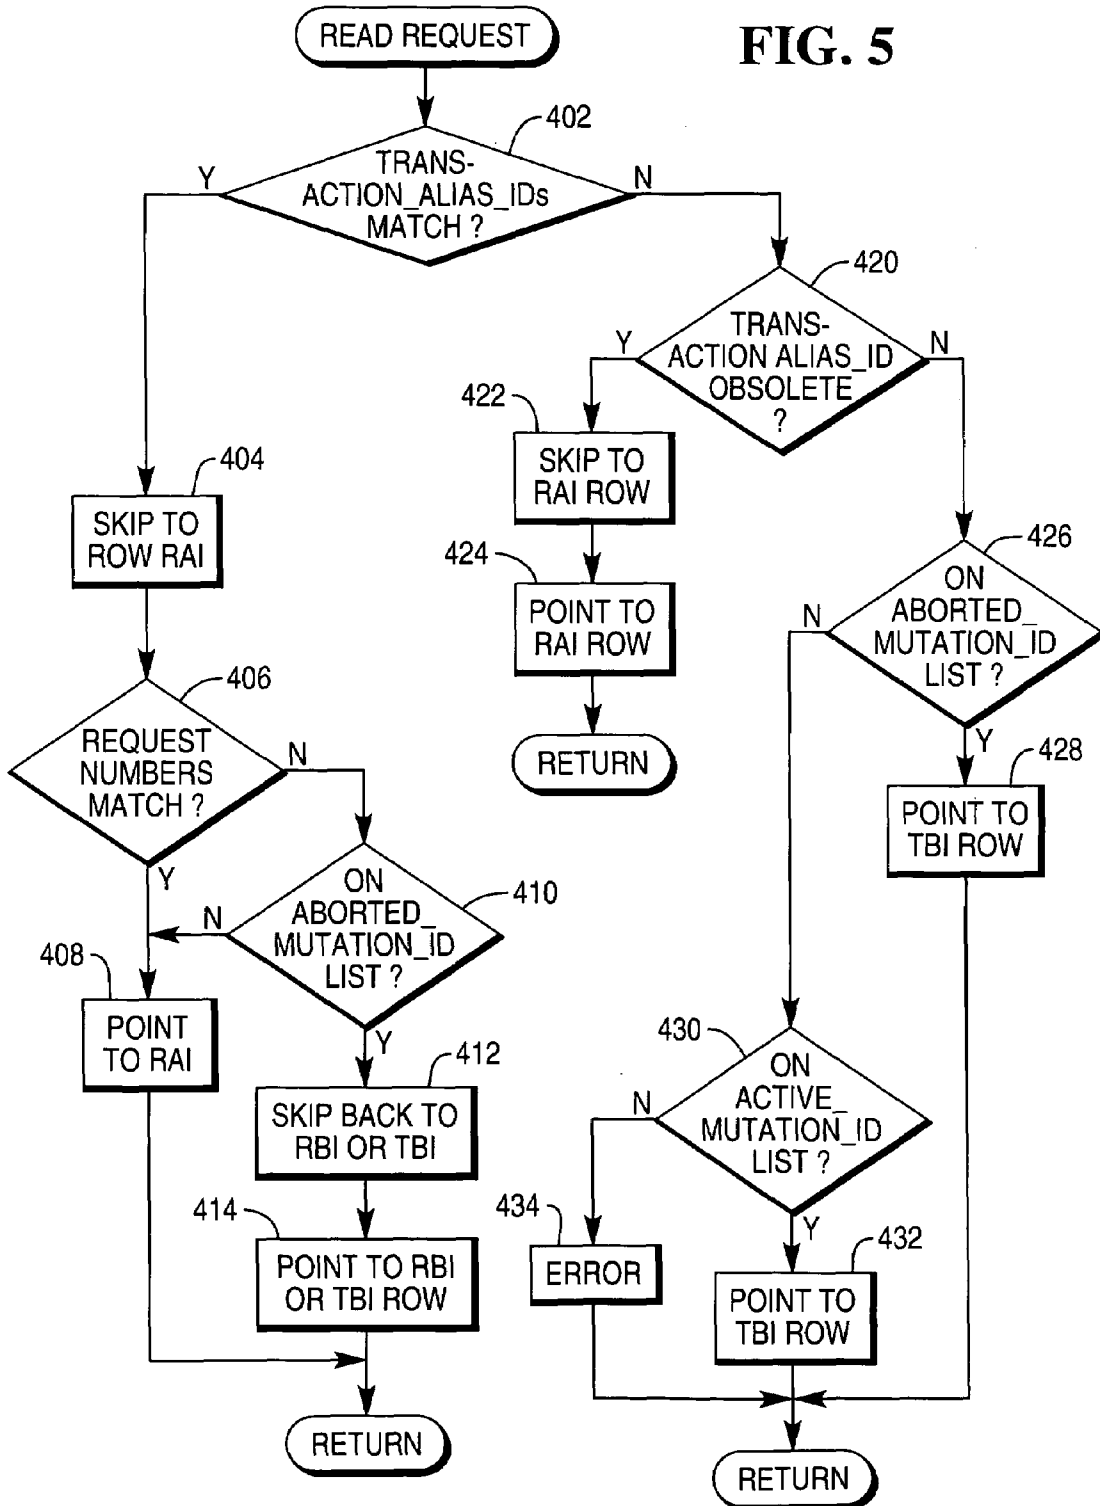 READ REQUEST
FIG. 5
402
TRANS-
ACTION_ALIAS_IDs
MATCH ?
Y
N
420
TRANS-
ACTION ALIAS_ID
OBSOLETE
?
Y
N
422
SKIP TO
RAI ROW
424
POINT TO
RAI ROW
RETURN
404
SKIP TO
ROW RAI
406
REQUEST
NUMBERS
MATCH ?
N
Y
426
ON
ABORTED_
MUTATION_ID
LIST ?
N
Y
428
POINT TO
TBI ROW
410
ON
ABORTED_
MUTATION_ID
LIST ?
N
Y
408
POINT
TO RAI
412
SKIP BACK TO
RBI OR TBI
414
POINT TO RBI
OR TBI ROW
RETURN
430
ON
ACTIVE_
MUTATION_ID
LIST ?
N
Y
434
ERROR
432
POINT TO
TBI ROW
RETURN